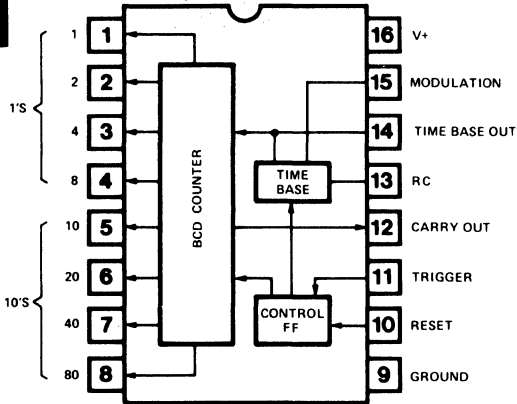 1 1 16 V+
2 2 15 MODULATION
1'S
4 3 14 TIME BASE OUT
8 4 TIME BASE 13 RC
BCD COUNTER
10 5 12 CARRY OUT
20 6 11 TRIGGER
10'S
40 7 CONTROL FF 10 RESET
80 8 9 GROUND